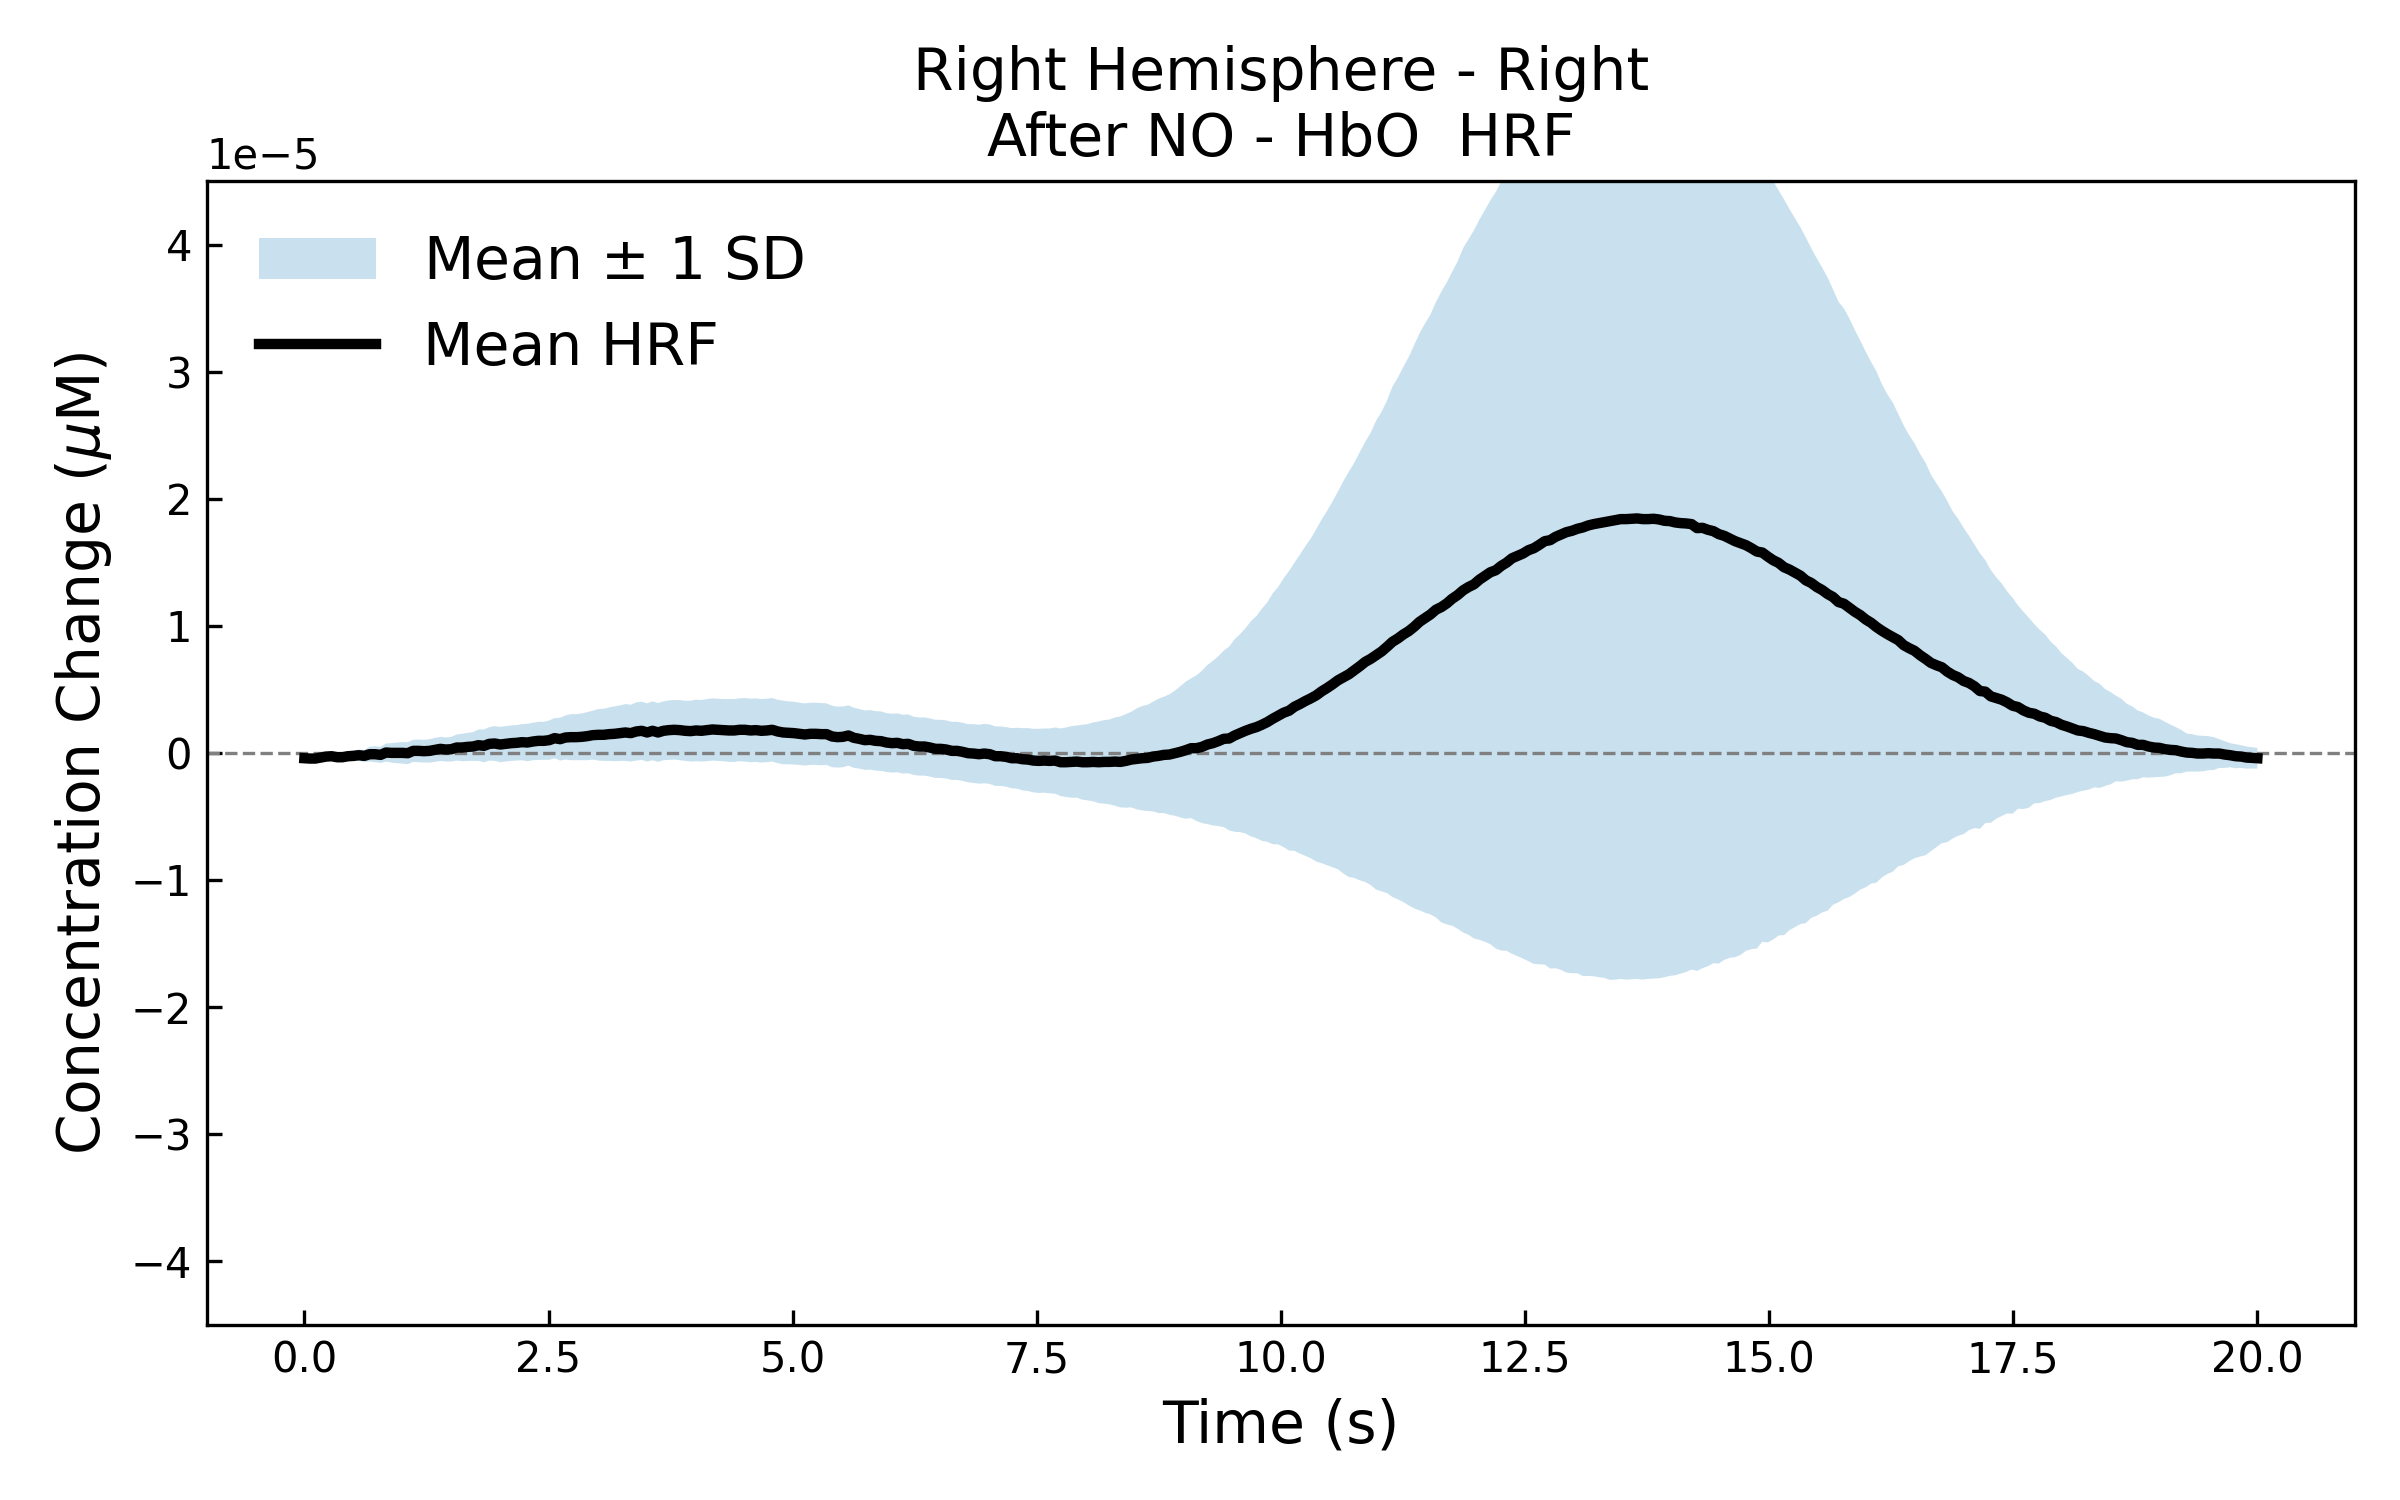 Right Hemisphere - Right
After NO - HbO  HRF
1e−5
Mean ± 1 SD
Mean HRF
Concentration Change (μM)
4
3
2
1
0
−1
−2
−3
−4
0.0 2.5 5.0 7.5 10.0 12.5 15.0 17.5 20.0
Time (s)